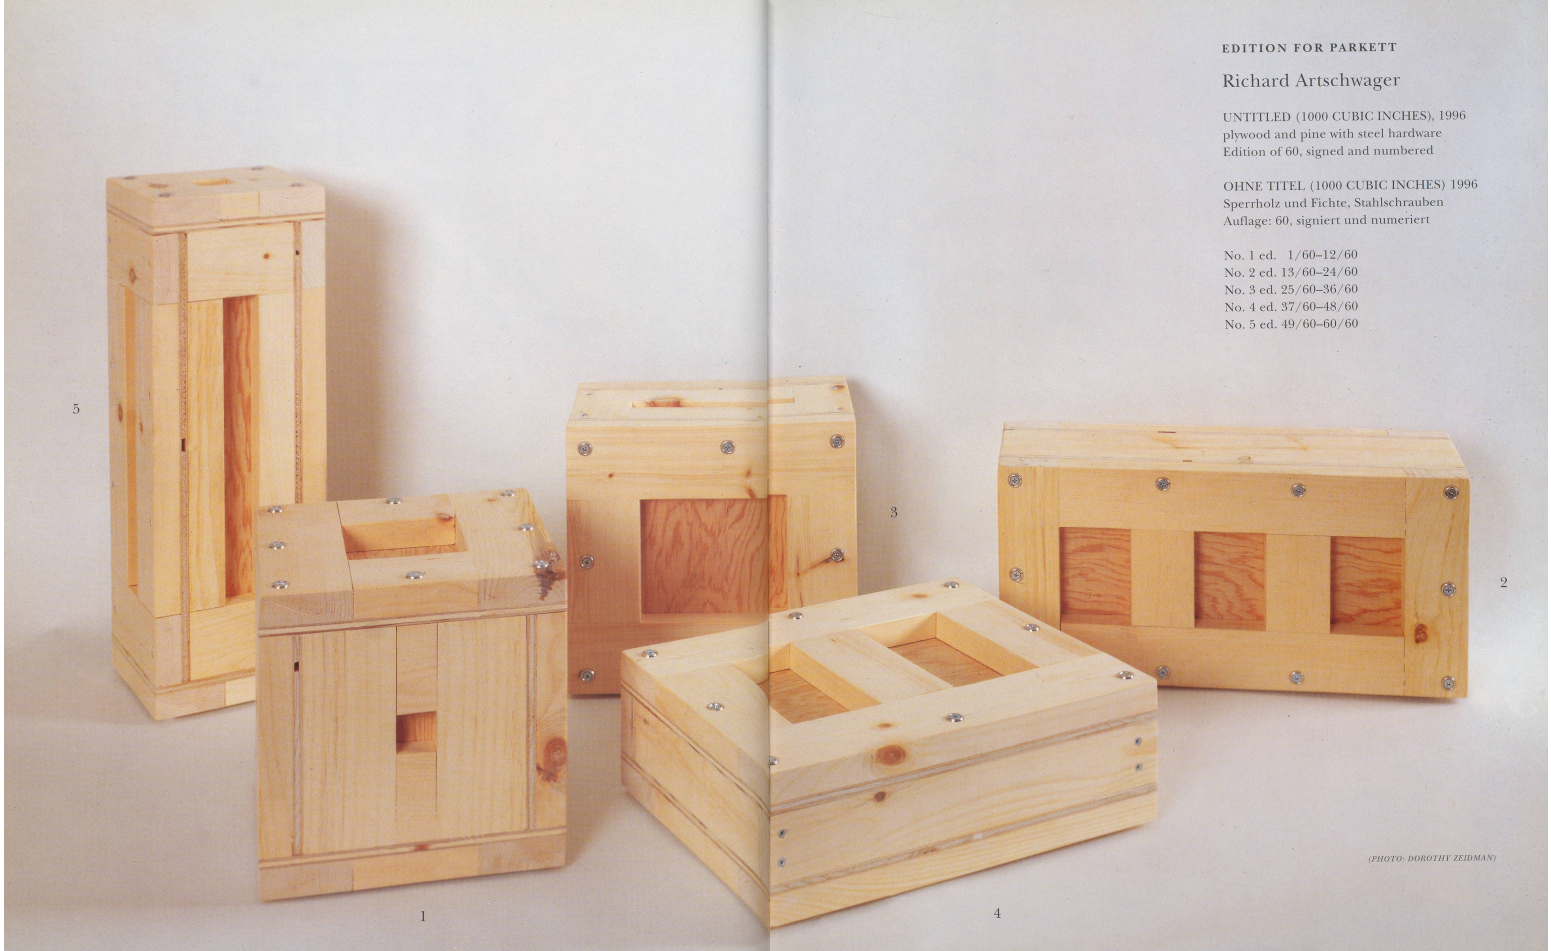 EDITION FOR PARKETT
Richard Artschwager
UNTITLED (1000 CUBIC INCHES), 1996
plywood and pine with steel hardware
Edition of 60, signed and numbered
OHNE TITEL (1000 CUBIC INCHES) 1996
Sperrholz und Fichte, Stahlschrauben
Auflage: 60, signiert und numeriert
No. 1 ed. 1/60–12/60
No. 2 ed. 13/60–24/60
No. 3 ed. 25/60–36/60
No. 4 ed. 37/60–48/60
No. 5 ed. 49/60–60/60
5
3
2
(PHOTO: DOROTHY ZEIDMAN)
1
4